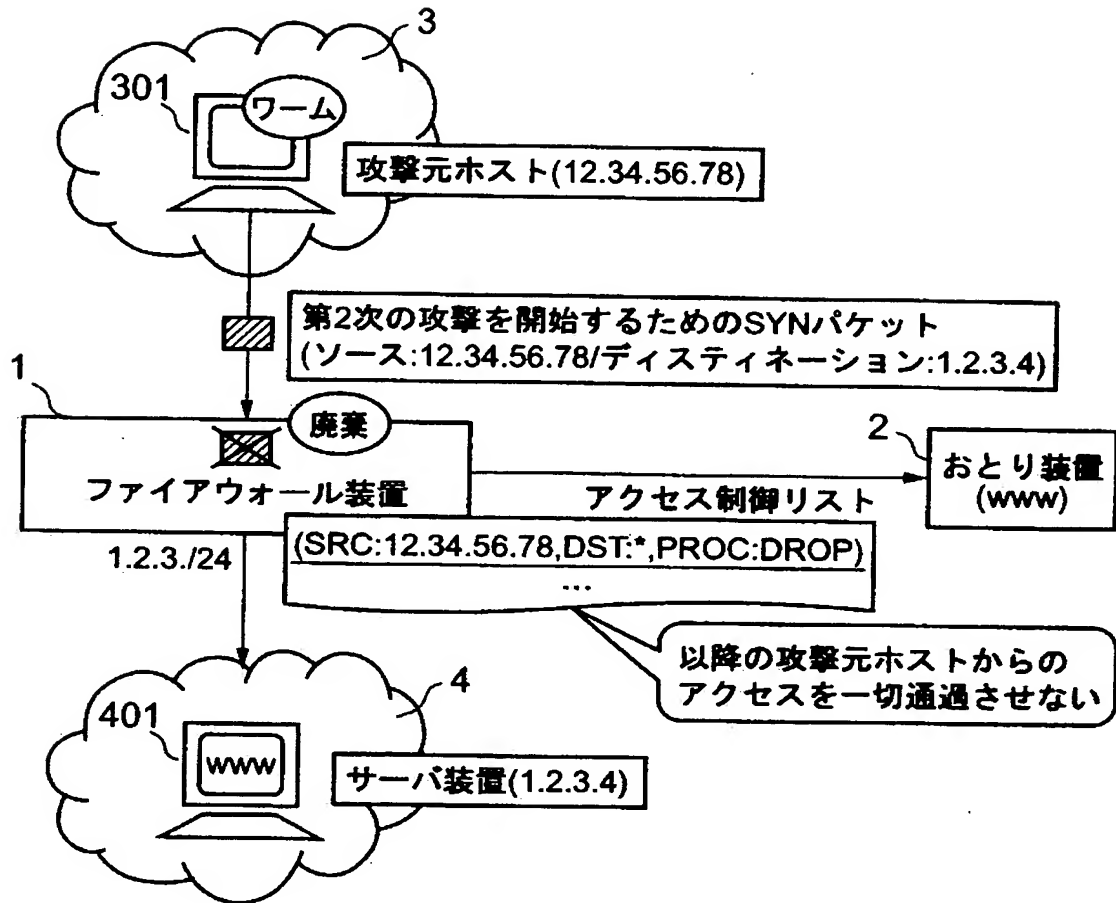 3
301
ワーム
攻撃元ホスト(12.34.56.78)
第2次の攻撃を開始するためのSYNパケット
(ソース:12.34.56.78/ディスティネーション:1.2.3.4)
1
廃棄
ファイアウォール装置
2
おとり装置
(www)
アクセス制御リスト
1.2.3./24
(SRC:12.34.56.78,DST:*,PROC:DROP)
…
以降の攻撃元ホストからの
アクセスを一切通過させない
4
401
www
サーバ装置(1.2.3.4)